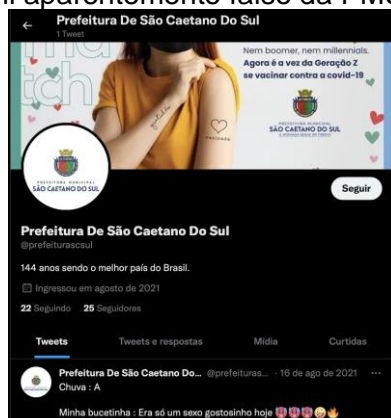 Prefeitura De São Caetano Do Sul
1 Tweet
Nem boomer, nem millennials.
Agora é a vez da Geração Z
se vacinar contra a covid-19
PREFEITURA MUNICIPAL
SÃO CAETANO DO SUL
SÃO CAETANO DO SUL
Seguir
Prefeitura De São Caetano Do Sul
@prefeiturascsul
144 anos sendo o melhor país do Brasil.
Ingressou em agosto de 2021
22 Seguindo 25 Seguidores
Tweets Tweets e respostas Mídia Curtidas
Prefeitura De São Caetano Do... @prefeituras... · 16 de ago de 2021 ...
Chuva : A
Minha bucetinha : Era só um sexo gostosinho hoje